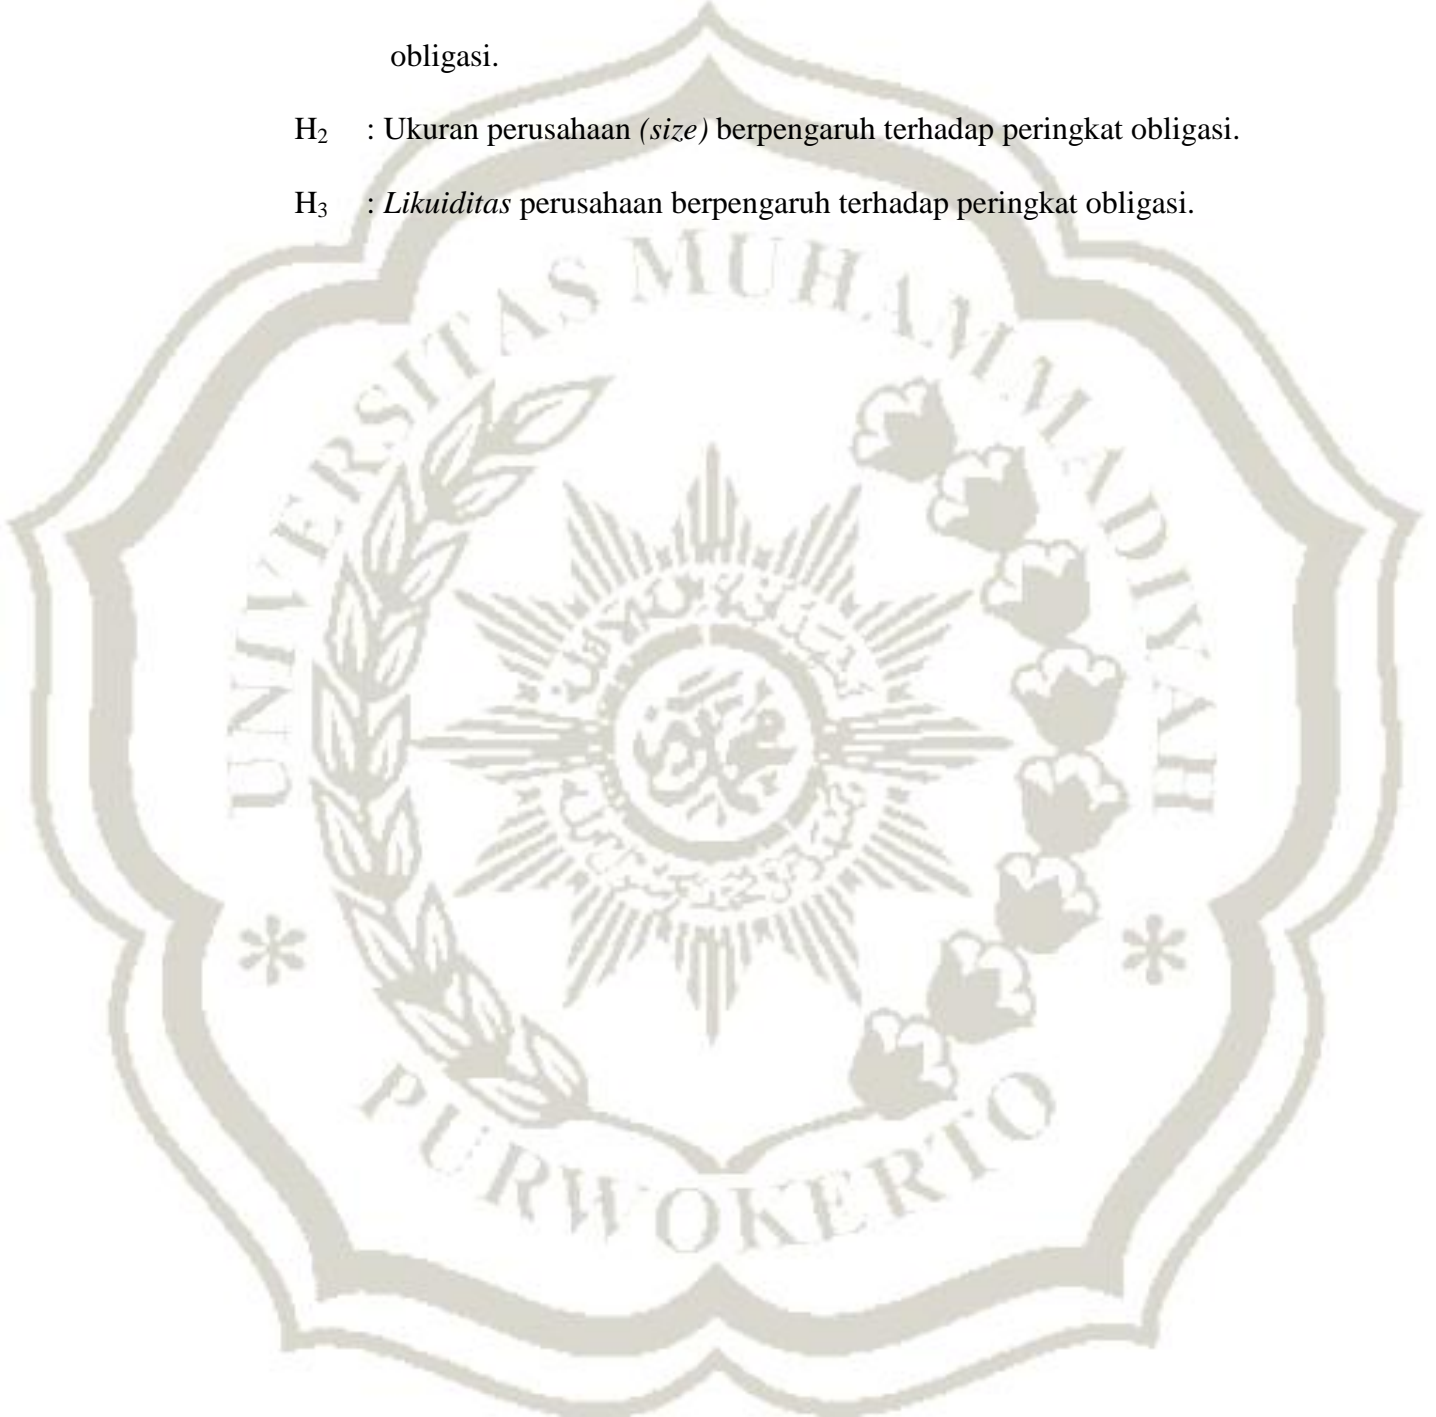 obligasi.
H₂ : Ukuran perusahaan (size) berpengaruh terhadap peringkat obligasi.
H₃ : Likuiditas perusahaan berpengaruh terhadap peringkat obligasi.
UNIVERSITAS MUHAMMADIYAH
PURWOKERTO